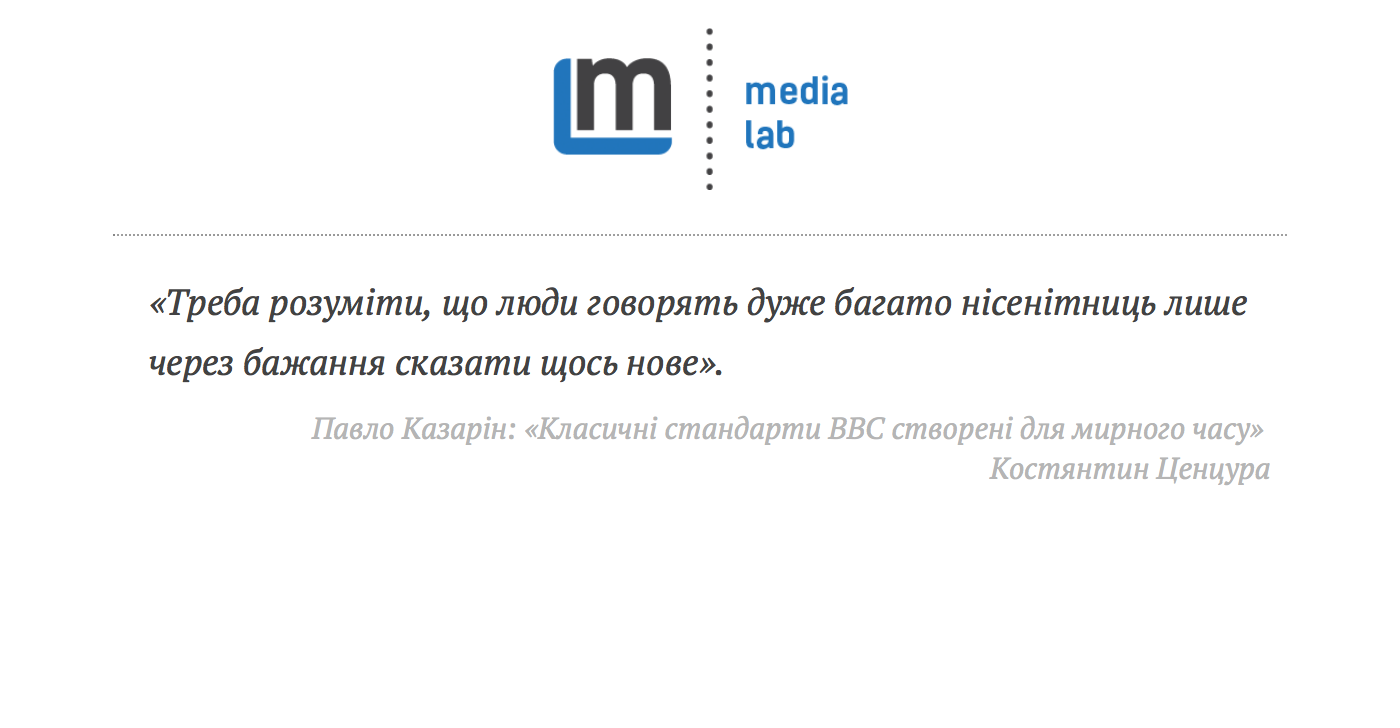 m
media
lab
«Треба розуміти, що люди говорять дуже багато нісенітниць лише
через бажання сказати щось нове».
Павло Казарін: «Класичні стандарти BBC створені для мирного часу»
Костянтин Ценцура